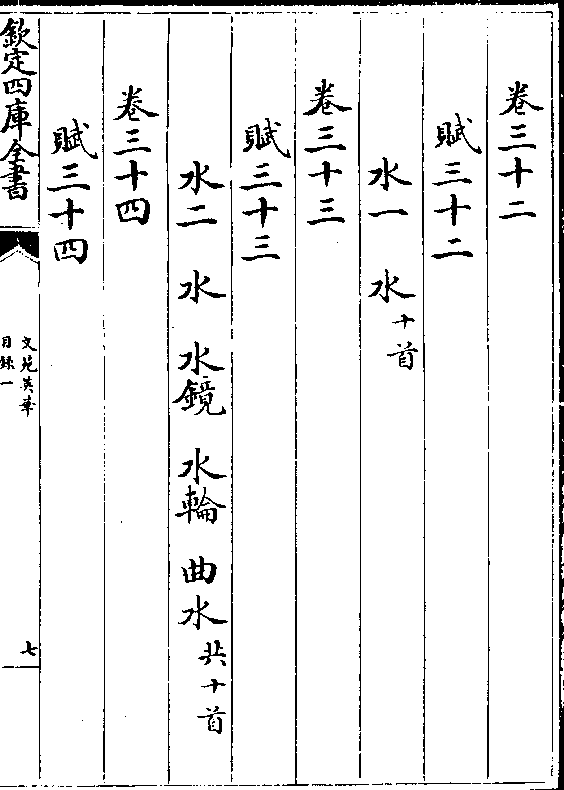 卷三十二
賦三十二
水一 水十首
卷三十三
賦三十三
水二 水 水鏡 水輪 曲水共十首
卷三十四
賦三十四
欽定四庫全書
文苑英華
目録一
七